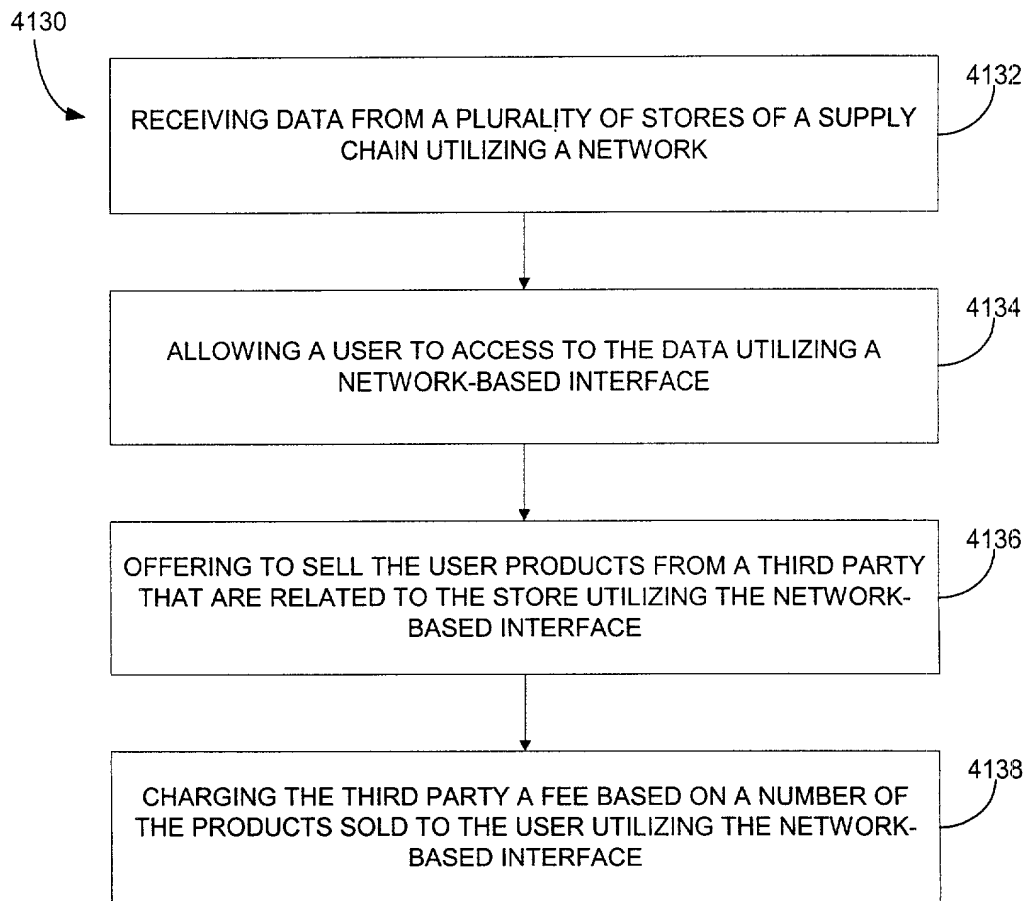 4130
4132
RECEIVING DATA FROM A PLURALITY OF STORES OF A SUPPLY
CHAIN UTILIZING A NETWORK
4134
ALLOWING A USER TO ACCESS TO THE DATA UTILIZING A
NETWORK-BASED INTERFACE
4136
OFFERING TO SELL THE USER PRODUCTS FROM A THIRD PARTY
THAT ARE RELATED TO THE STORE UTILIZING THE NETWORK-
BASED INTERFACE
4138
CHARGING THE THIRD PARTY A FEE BASED ON A NUMBER OF
THE PRODUCTS SOLD TO THE USER UTILIZING THE NETWORK-
BASED INTERFACE